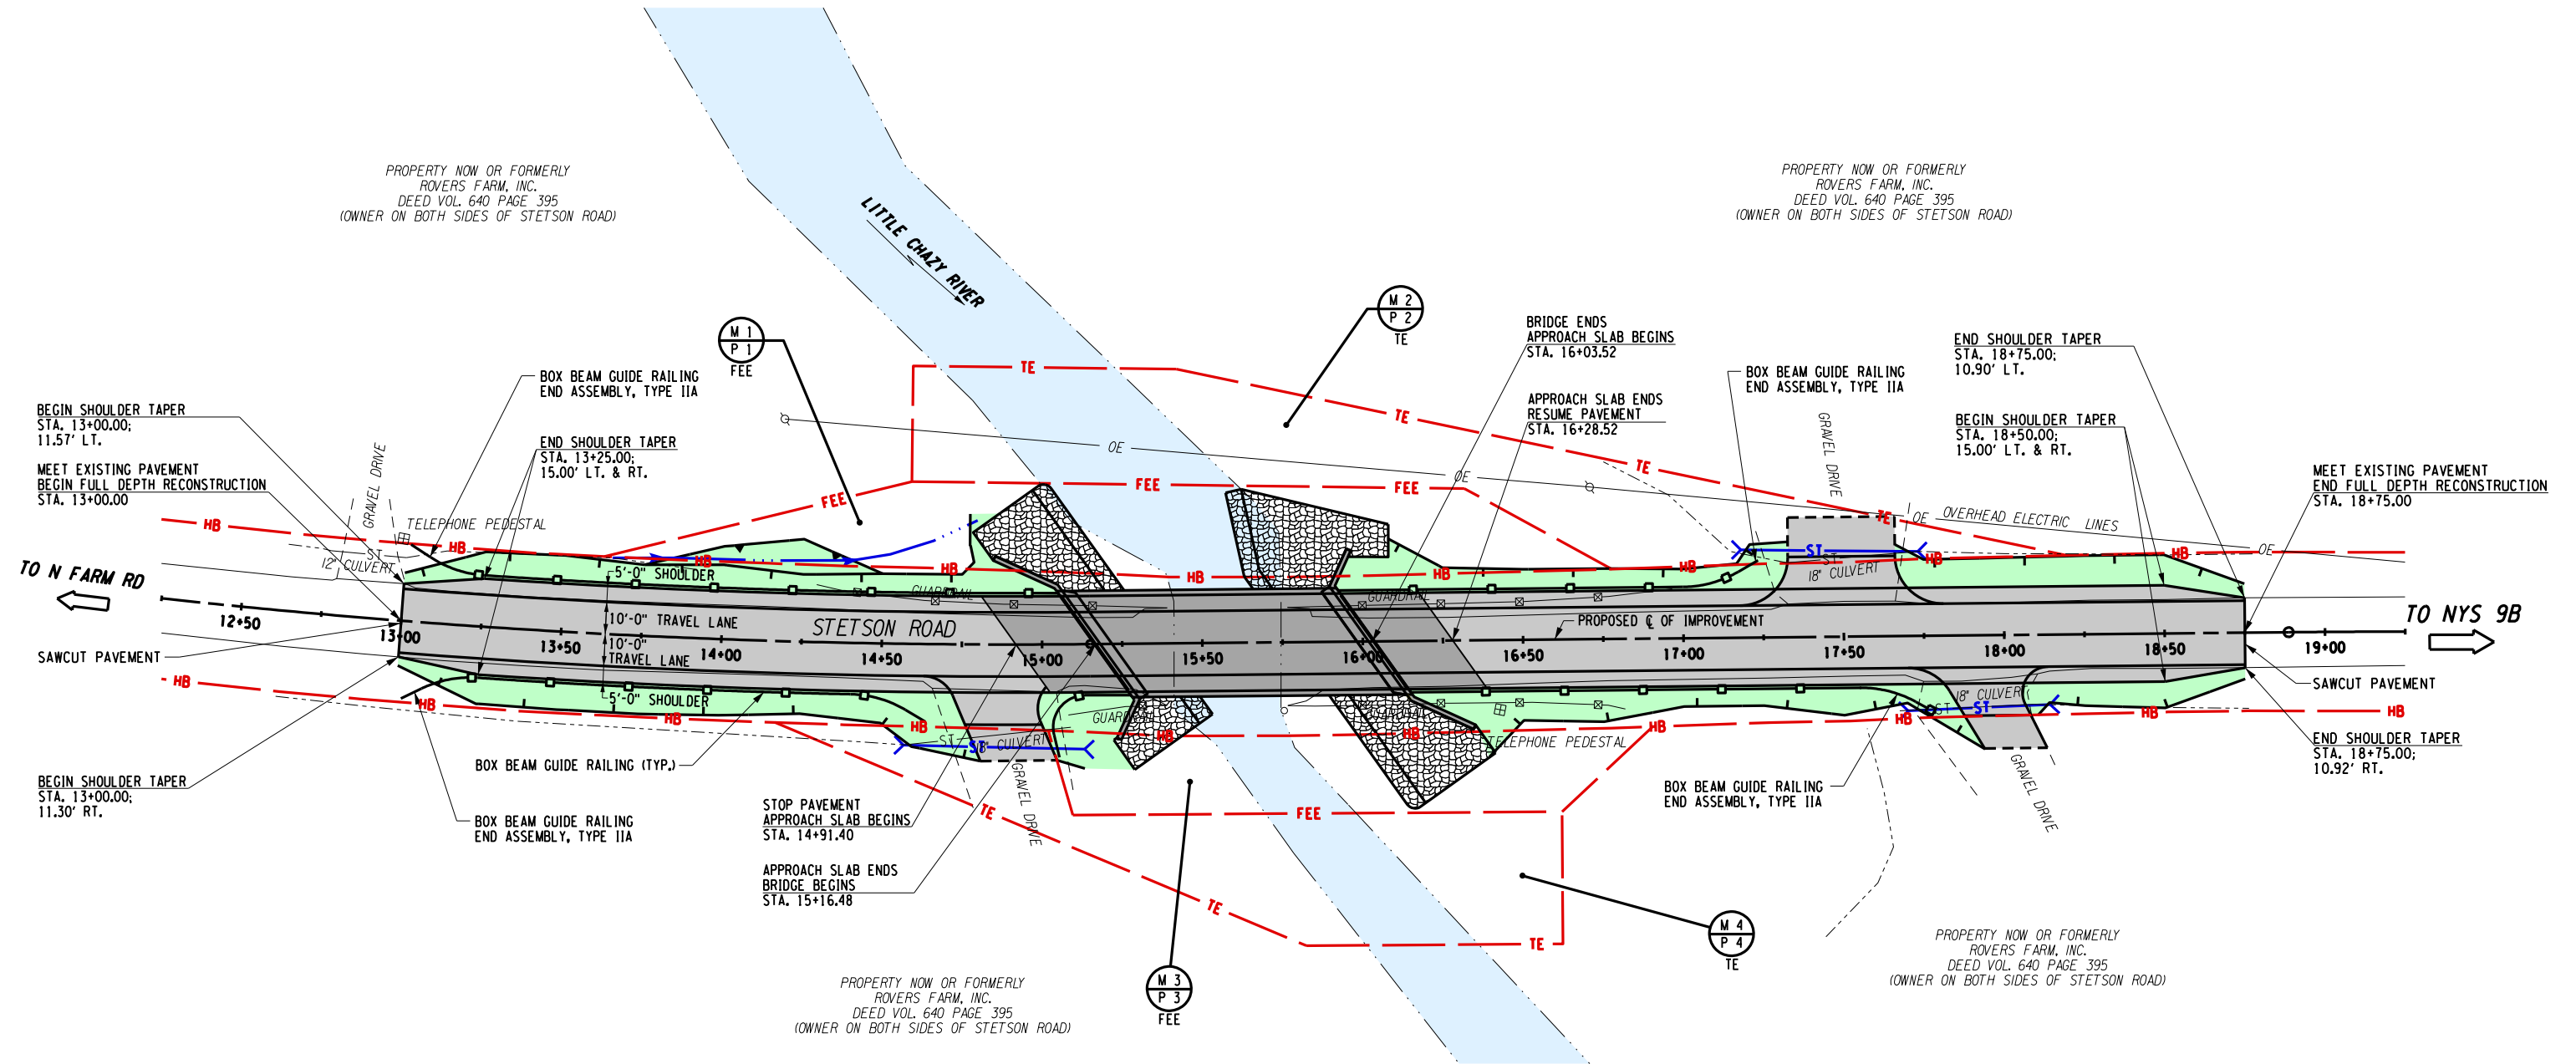 PROPERTY NOW OR FORMERLY
ROVERS FARM, INC.
DEED VOL. 640 PAGE 395
(OWNER ON BOTH SIDES OF STETSON ROAD)
PROPERTY NOW OR FORMERLY
ROVERS FARM, INC.
DEED VOL. 640 PAGE 395
(OWNER ON BOTH SIDES OF STETSON ROAD)
LITTLE CHAZY RIVER
M 1
P 1
FEE
M 2
P 2
TE
BOX BEAM GUIDE RAILING
END ASSEMBLY, TYPE IIA
BEGIN SHOULDER TAPER
STA. 13+00.00;
11.57' LT.
END SHOULDER TAPER
STA. 13+25.00;
15.00' LT. & RT.
MEET EXISTING PAVEMENT
BEGIN FULL DEPTH RECONSTRUCTION
STA. 13+00.00
BRIDGE ENDS
APPROACH SLAB BEGINS
STA. 16+03.52
APPROACH SLAB ENDS
RESUME PAVEMENT
STA. 16+28.52
BOX BEAM GUIDE RAILING
END ASSEMBLY, TYPE IIA
END SHOULDER TAPER
STA. 18+75.00;
10.90' LT.
BEGIN SHOULDER TAPER
STA. 18+50.00;
15.00' LT. & RT.
MEET EXISTING PAVEMENT
END FULL DEPTH RECONSTRUCTION
STA. 18+75.00
GRAVEL DRIVE
TELEPHONE PEDESTAL
ST
12" CULVERT
GRAVEL DRIVE
TE
TE
TE
TE
OE
OE
OE
OVERHEAD ELECTRIC LINES
OE
FEE
FEE
FEE
HB
HB
HB
HB
HB
HB
HB
HB
HB
ST
ST
18" CULVERT
TO N FARM RD
TO NYS 9B
5'-0" SHOULDER
10'-0" TRAVEL LANE
10'-0"
TRAVEL LANE
5'-0" SHOULDER
STETSON ROAD
GUARDRAIL
GUARDRAIL
PROPOSED ℄ OF IMPROVEMENT
12+50
13+00
13+50
14+00
14+50
15+00
15+50
16+00
16+50
17+00
17+50
18+00
18+50
19+00
SAWCUT PAVEMENT
SAWCUT PAVEMENT
HB
HB
HB
HB
HB
HB
HB
HB
HB
HB
ST
ST
CULVERT
ST
ST
18" CULVERT
TELEPHONE PEDESTAL
GRAVEL DRIVE
GRAVEL DRIVE
BOX BEAM GUIDE RAILING (TYP.)
BEGIN SHOULDER TAPER
STA. 13+00.00;
11.30' RT.
BOX BEAM GUIDE RAILING
END ASSEMBLY, TYPE IIA
STOP PAVEMENT
APPROACH SLAB BEGINS
STA. 14+91.40
APPROACH SLAB ENDS
BRIDGE BEGINS
STA. 15+16.48
TE
TE
TE
FEE
BOX BEAM GUIDE RAILING
END ASSEMBLY, TYPE IIA
END SHOULDER TAPER
STA. 18+75.00;
10.92' RT.
M 3
P 3
FEE
M 4
P 4
TE
PROPERTY NOW OR FORMERLY
ROVERS FARM, INC.
DEED VOL. 640 PAGE 395
(OWNER ON BOTH SIDES OF STETSON ROAD)
PROPERTY NOW OR FORMERLY
ROVERS FARM, INC.
DEED VOL. 640 PAGE 395
(OWNER ON BOTH SIDES OF STETSON ROAD)